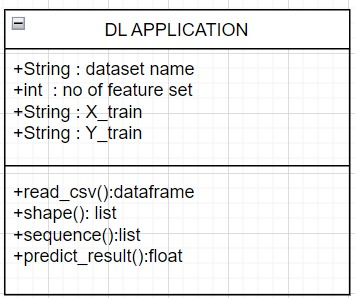 DL APPLICATION
+String : dataset name
+int : no of feature set
+String : X_train
+String : Y_train
+read_csv():dataframe
+shape(): list
+sequence():list
+predict_result():float